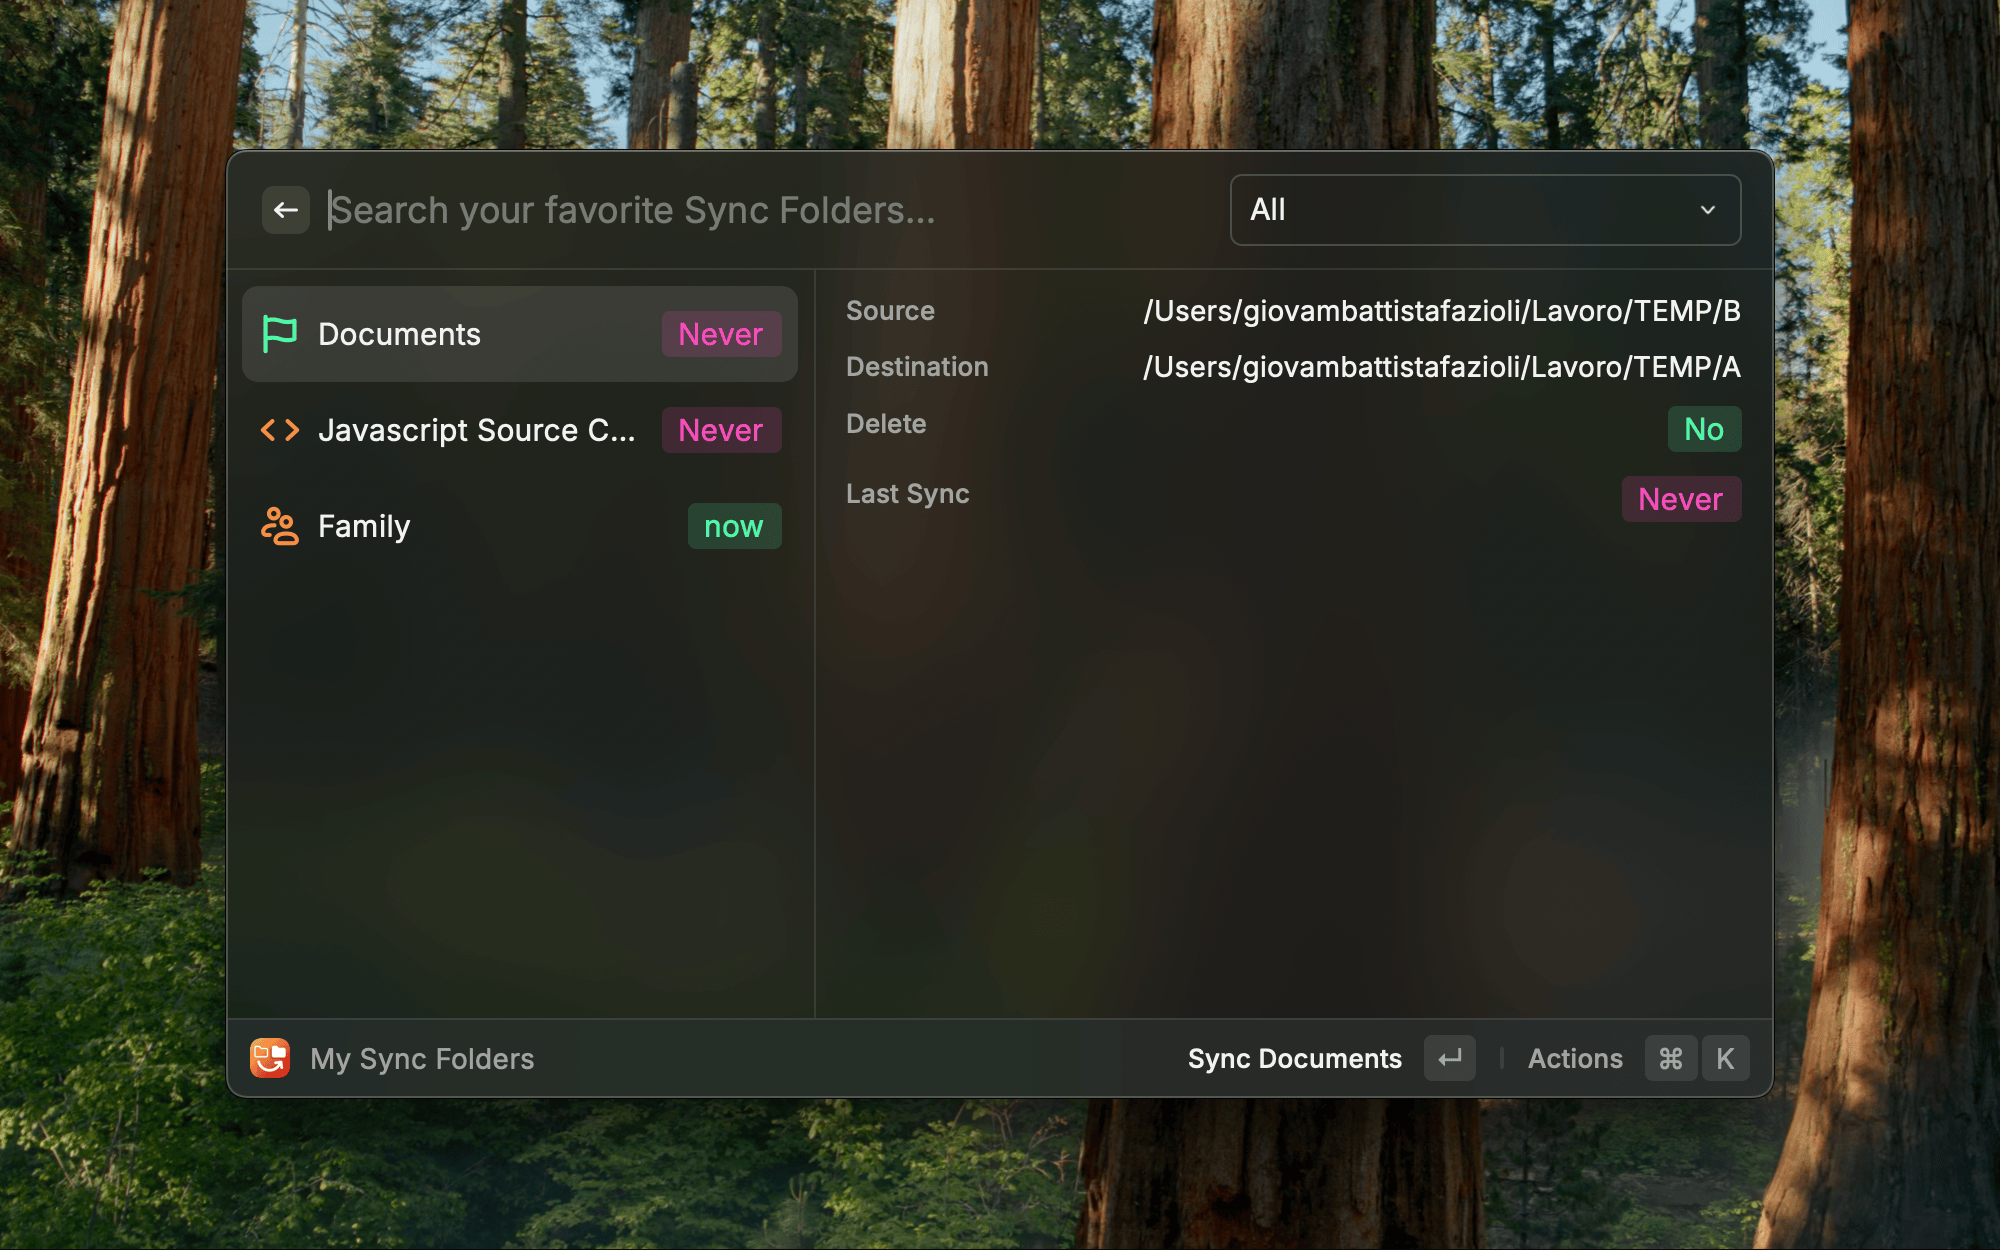 Search your favorite Sync Folders...
All
Documents Never
Javascript Source C... Never
Family now
Source /Users/giovambattistafazioli/Lavoro/TEMP/B
Destination /Users/giovambattistafazioli/Lavoro/TEMP/A
Delete No
Last Sync Never
My Sync Folders
Sync Documents ↵ Actions ⌘ K